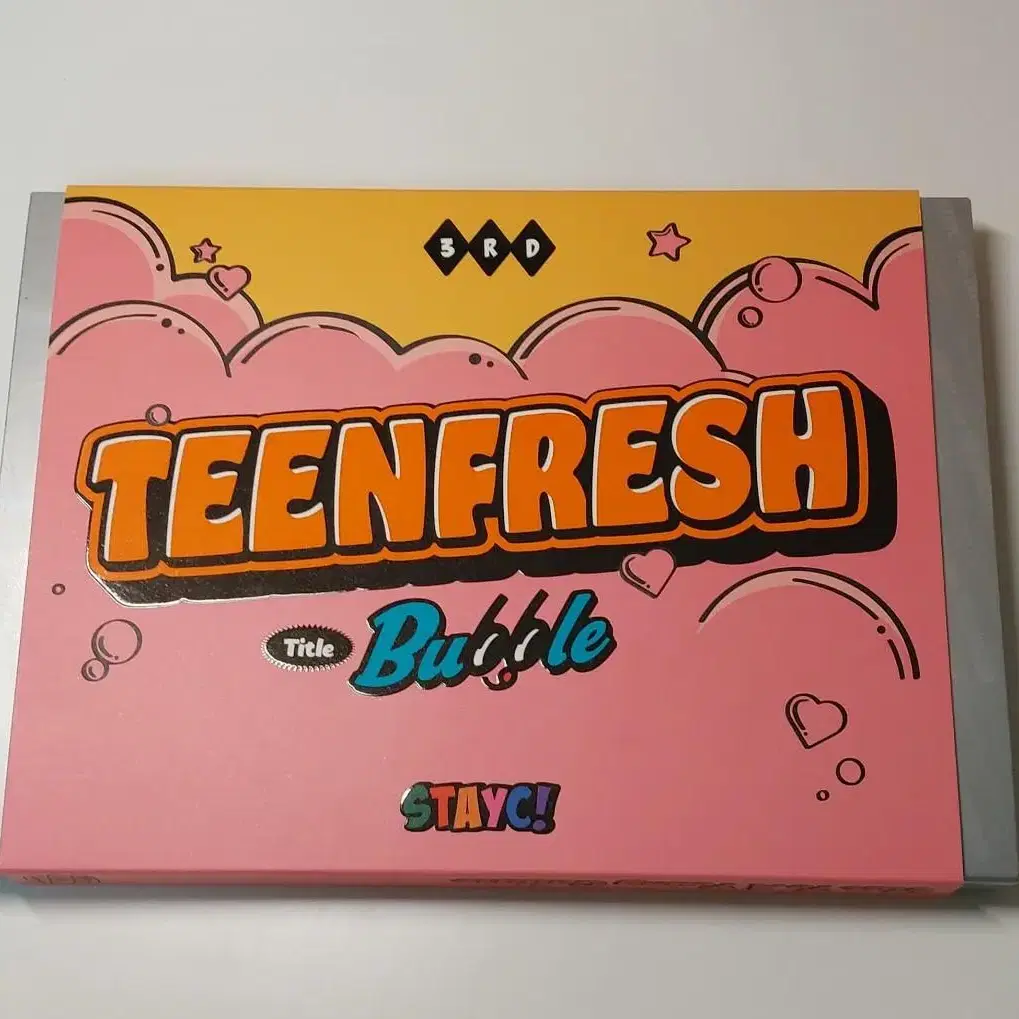 3RD
TEENFRESH
Title Bubble
STAYC!